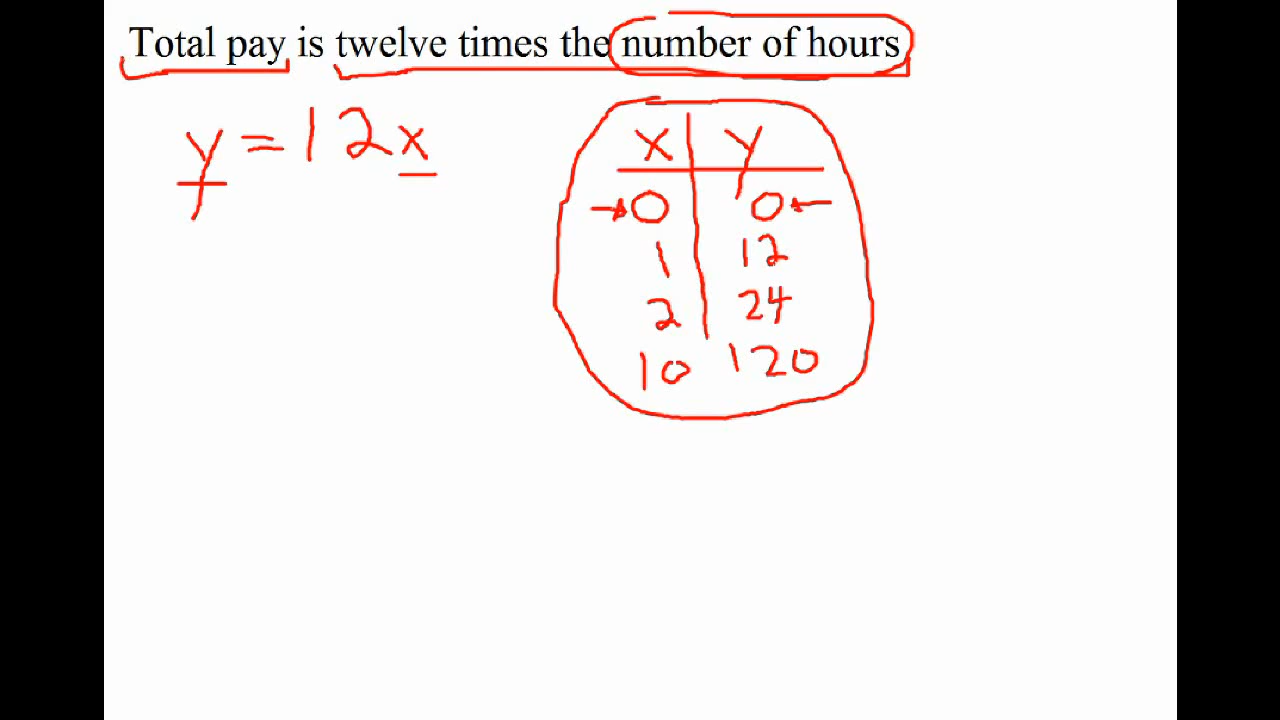 Total pay is twelve times the number of hours
y = 12x
x y
0 0
1 12
2 24
10 120